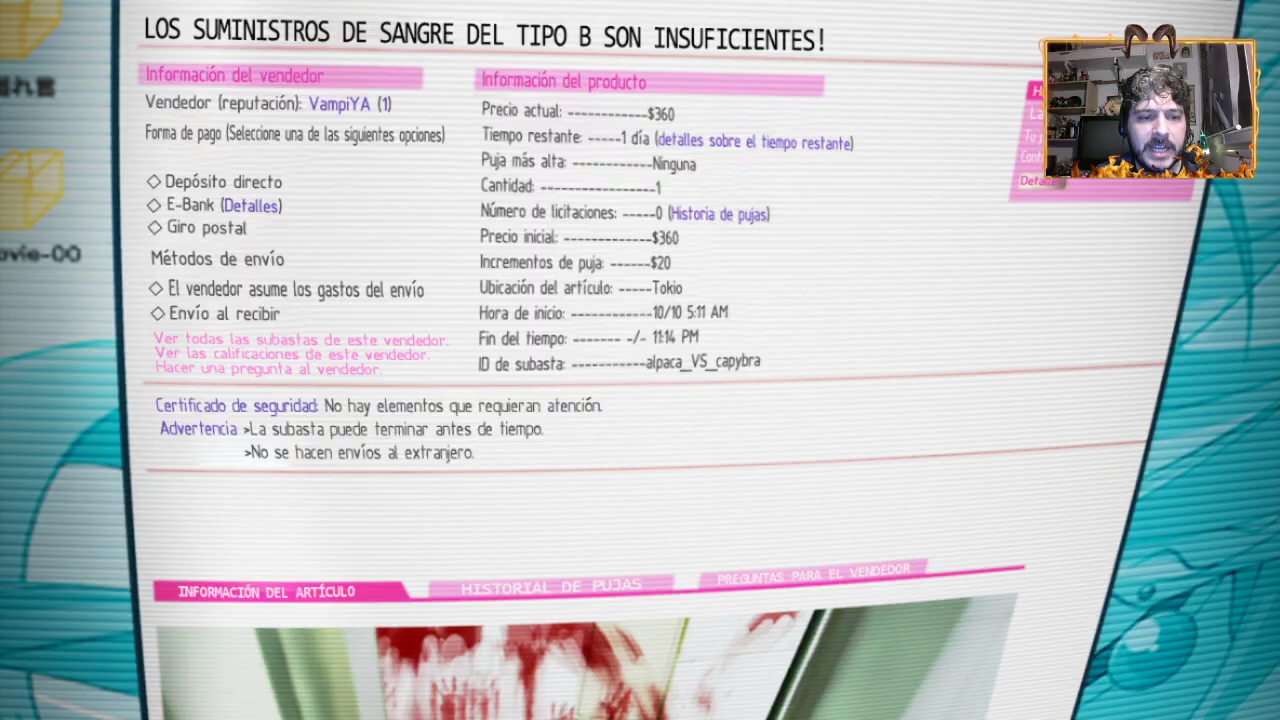 LOS SUMINISTROS DE SANGRE DEL TIPO B SON INSUFICIENTES!
Información del vendedor
Vendedor (reputación): VampiYA (1)
Forma de pago (Seleccione una de las siguientes opciones)
◇ Depósito directo
◇ E-Bank (Detalles)
◇ Giro postal
Métodos de envío
◇ El vendedor asume los gastos del envío
◇ Envío al recibir
Ver todas las subastas de este vendedor.
Ver las calificaciones de este vendedor.
Hacer una pregunta al vendedor.
Información del producto
Precio actual: ------------$360
Tiempo restante: -----1 día (detalles sobre el tiempo restante)
Puja más alta: ------------Ninguna
Cantidad: -----------------1
Número de licitaciones: -----0 (Historia de pujas)
Precio inicial: -------------$360
Incrementos de puja: ------$20
Ubicación del artículo: -----Tokio
Hora de inicio: ------------10/10 5:11 AM
Fin del tiempo: ------- -/- 11:14 PM
ID de subasta: -----------alpaca_VS_capybra
Certificado de seguridad: No hay elementos que requieran atención.
Advertencia >La subasta puede terminar antes de tiempo.
>No se hacen envíos al extranjero.
INFORMACIÓN DEL ARTÍCULO
HISTORIAL DE PUJAS
PREGUNTAS PARA EL VENDEDOR